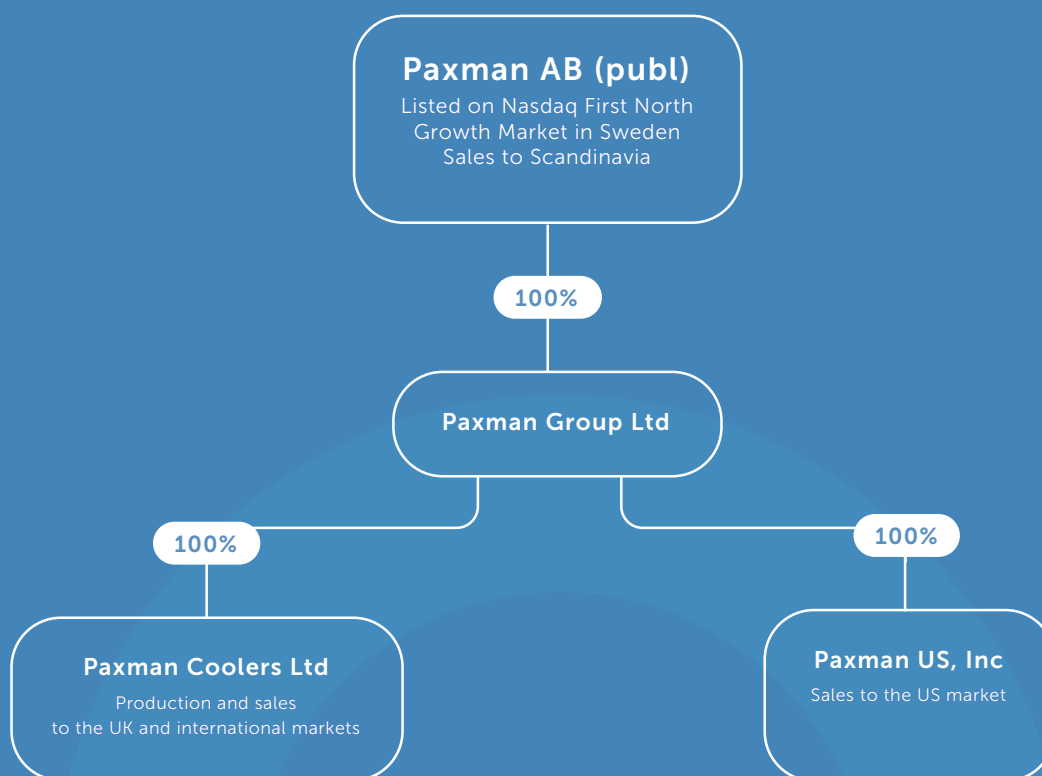 Paxman AB (publ)
Listed on Nasdaq First North
Growth Market in Sweden
Sales to Scandinavia
100%
Paxman Group Ltd
100%
100%
Paxman Coolers Ltd
Production and sales
to the UK and international markets
Paxman US, Inc
Sales to the US market